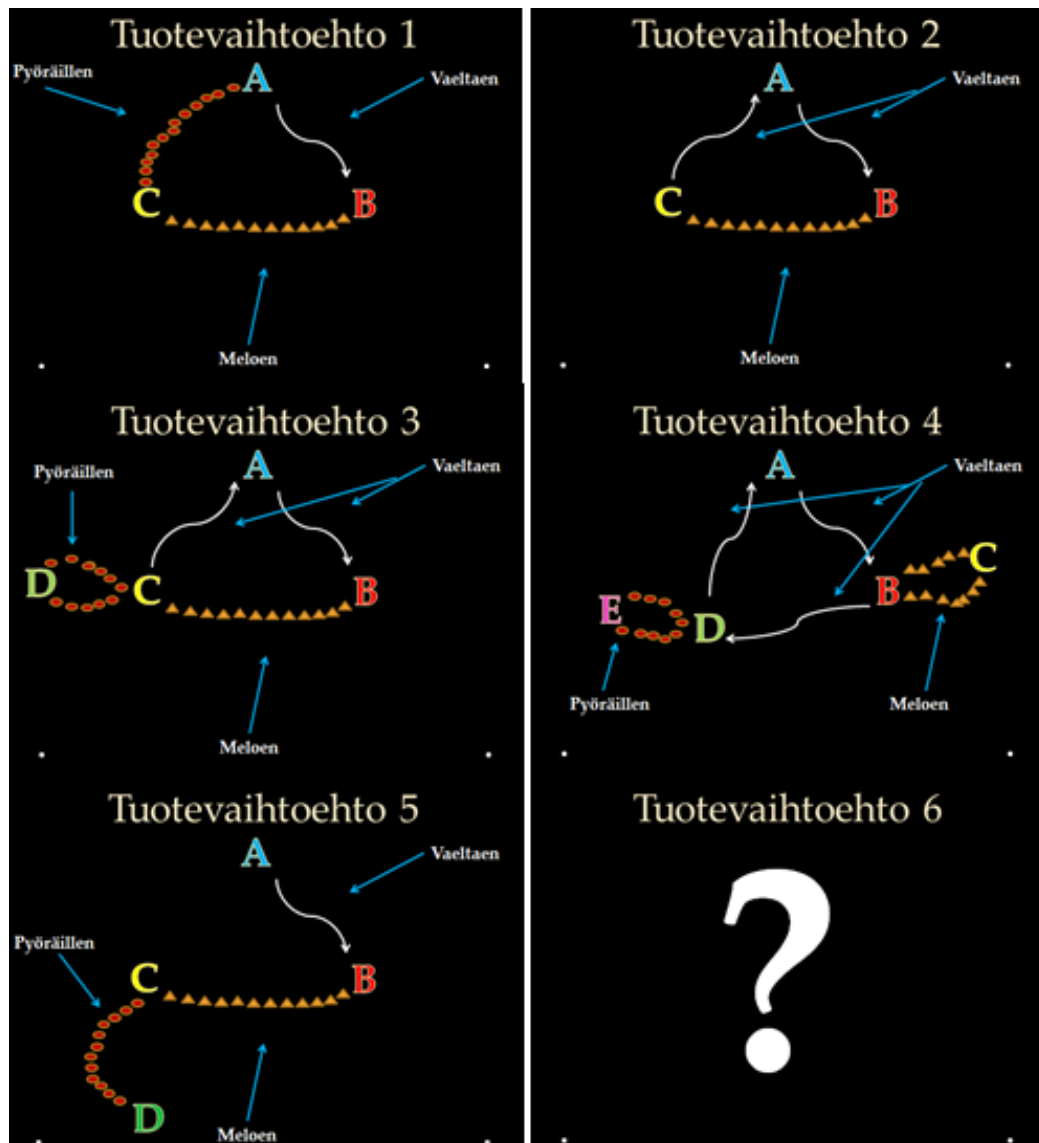 Tuotevaihtoehto 1
Pyöräillen
A
Vaeltaen
C
B
Meloen
Tuotevaihtoehto 2
A
Vaeltaen
C
B
Meloen
Tuotevaihtoehto 3
A
Vaeltaen
Pyöräillen
D
C
B
Meloen
Tuotevaihtoehto 4
A
Vaeltaen
C
B
E
D
Pyöräillen
Meloen
Tuotevaihtoehto 5
A
Vaeltaen
Pyöräillen
C
B
D
Meloen
Tuotevaihtoehto 6
?